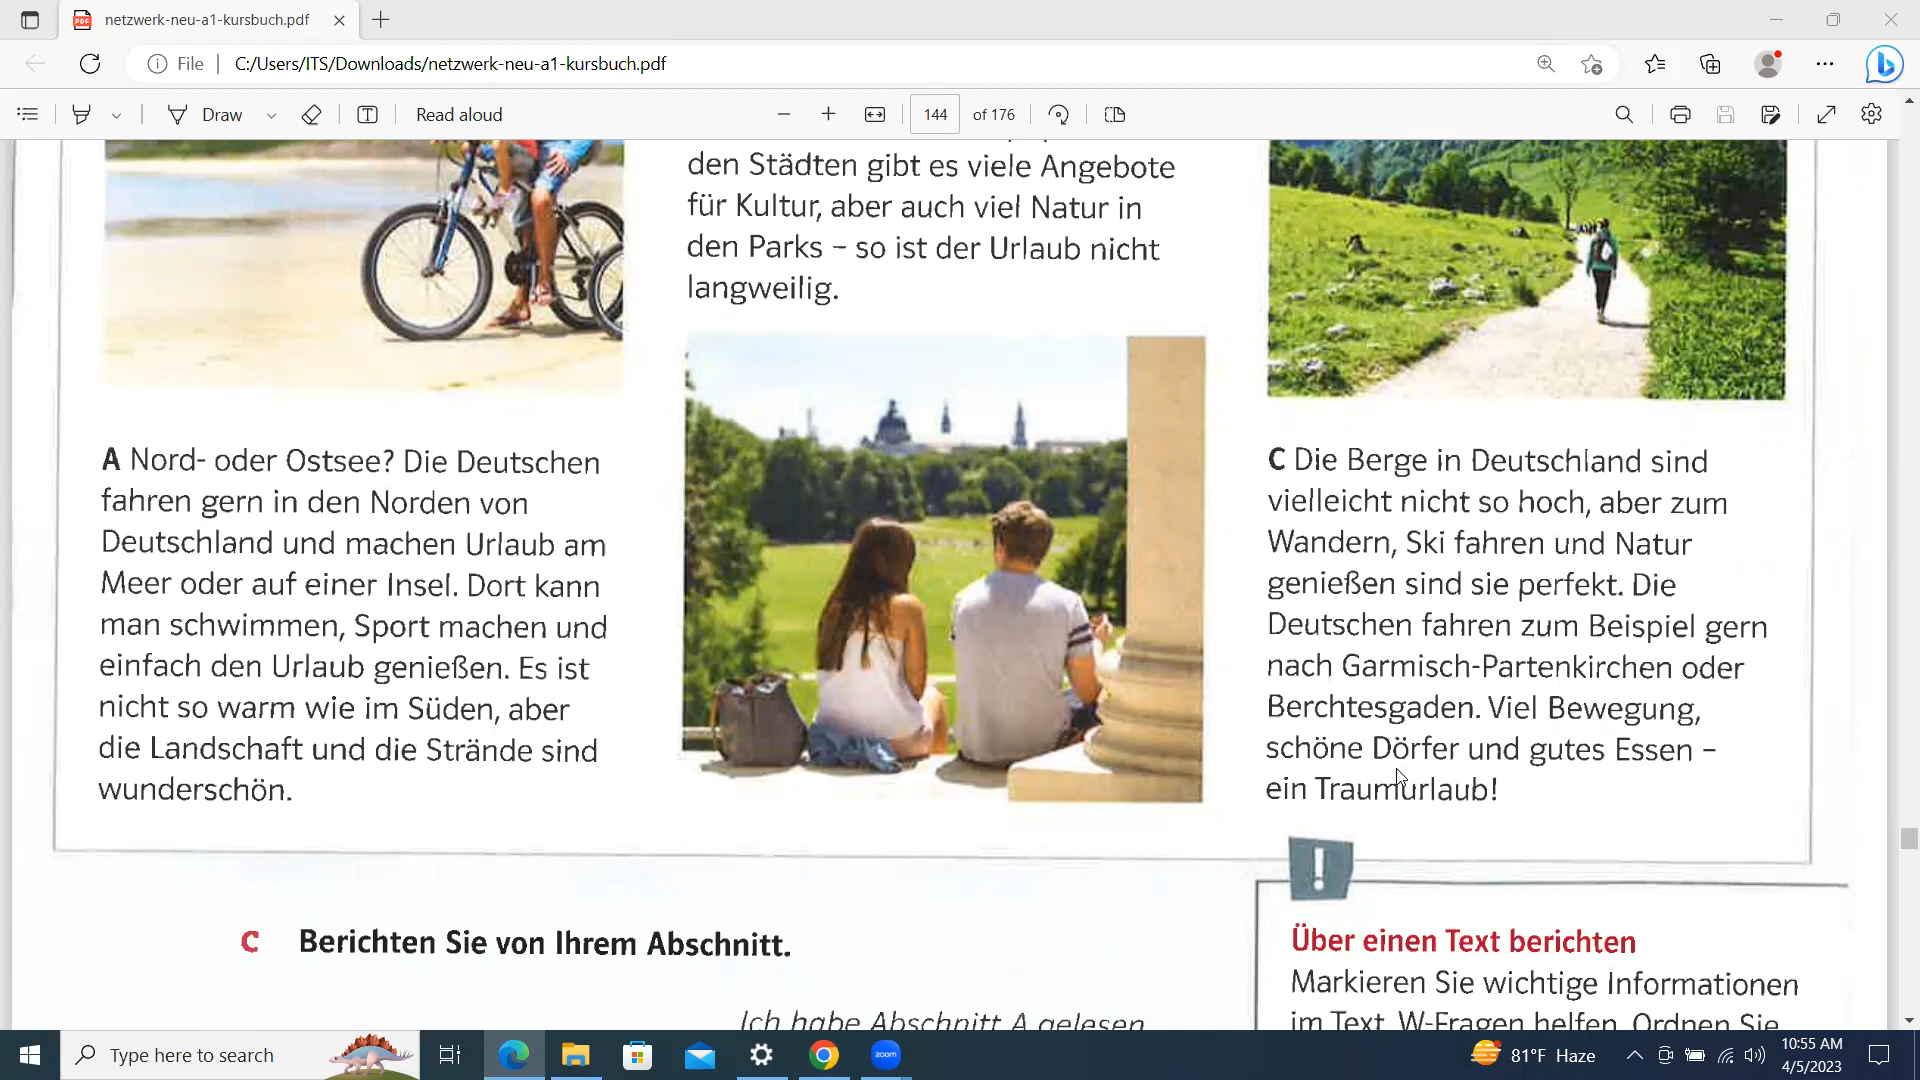 netzwerk-neu-a1-kursbuch.pdf
File
C:/Users/ITS/Downloads/netzwerk-neu-a1-kursbuch.pdf
Draw
Read aloud
144
of 176
den Städten gibt es viele Angebote
für Kultur, aber auch viel Natur in
den Parks – so ist der Urlaub nicht
langweilig.
A Nord- oder Ostsee? Die Deutschen
fahren gern in den Norden von
Deutschland und machen Urlaub am
Meer oder auf einer Insel. Dort kann
man schwimmen, Sport machen und
einfach den Urlaub genießen. Es ist
nicht so warm wie im Süden, aber
die Landschaft und die Strände sind
wunderschön.
C Die Berge in Deutschland sind
vielleicht nicht so hoch, aber zum
Wandern, Ski fahren und Natur
genießen sind sie perfekt. Die
Deutschen fahren zum Beispiel gern
nach Garmisch-Partenkirchen oder
Berchtesgaden. Viel Bewegung,
schöne Dörfer und gutes Essen –
ein Traumurlaub!
C Berichten Sie von Ihrem Abschnitt.
Ich habe Abschnitt A gelesen
!
Über einen Text berichten
Markieren Sie wichtige Informationen
im Text. W-Fragen helfen. Ordnen Sie
Type here to search
zoom
81°F Haze
10:55 AM
4/5/2023